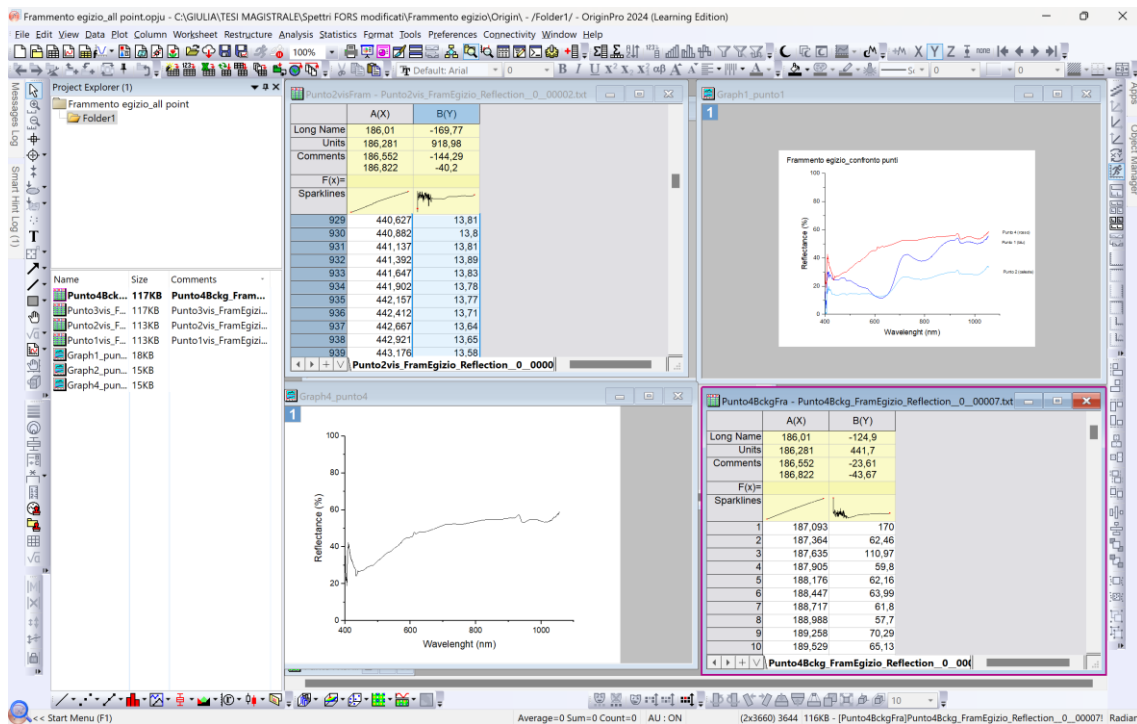 Frammento egizio_all point.opju - C:\GIULIA\TESI MAGISTRALE\Spettri FORS modificati\Frammento egizio\Origin\ - /Folder1/ - OriginPro 2024 (Learning Edition)
File Edit View Data Plot Column Worksheet Restructure Analysis Statistics Format Tools Preferences Connectivity Window Help
100%
Default: Arial 0 B I U
Messages Log
Smart Hint Log (1)
Project Explorer (1)
Frammento egizio_all point
Folder1
Name Size Comments
Punto4Bck... 117KB Punto4Bckg_Fram...
Punto3vis_F... 117KB Punto3vis_FramEgizi...
Punto2vis_F... 113KB Punto2vis_FramEgizi...
Punto1vis_F... 113KB Punto1vis_FramEgizi...
Graph1_pun... 18KB
Graph2_pun... 15KB
Graph4_pun... 15KB
Punto2visFram - Punto2vis_FramEgizio_Reflection__0__00002.txt
A(X) B(Y)
Long Name 186,01 -169,77
Units 186,281 918,98
Comments 186,552 -144,29
186,822 -40,2
F(x)=
Sparklines
929 440,627 13,81
930 440,882 13,8
931 441,137 13,81
932 441,392 13,89
933 441,647 13,83
934 441,902 13,78
935 442,157 13,77
936 442,412 13,71
937 442,667 13,64
938 442,921 13,65
939 443,176 13,58
Punto2vis_FramEgizio_Reflection__0__0000
Graph1_punto1
1
Frammento egizio_confronto punti
100
80
60
40
20
0
400 600 800 1000
Reflectance (%)
Wavelenght (nm)
Punto 1 (blu)
Graph4_punto4
1
100
80
60
40
20
0
400 600 800 1000
Reflectance (%)
Wavelenght (nm)
Punto4BckgFra - Punto4Bckg_FramEgizio_Reflection__0__00007.txt
A(X) B(Y)
Long Name 186,01 -124,9
Units 186,281 441,7
Comments 186,552 -23,61
186,822 -43,67
F(x)=
Sparklines
1 187,093 170
2 187,364 62,46
3 187,635 110,97
4 187,905 59,8
5 188,176 62,16
6 188,447 63,99
7 188,717 61,8
8 188,988 57,7
9 189,258 70,29
10 189,529 65,13
Punto4Bckg_FramEgizio_Reflection__0__000
Apps
Object Manager
<< Start Menu (F1)
Average=0 Sum=0 Count=0 AU : ON
(2x3660) 3644 116KB - [Punto4BckgFra]Punto4Bckg_FramEgizio_Reflection__0__00007! Radian